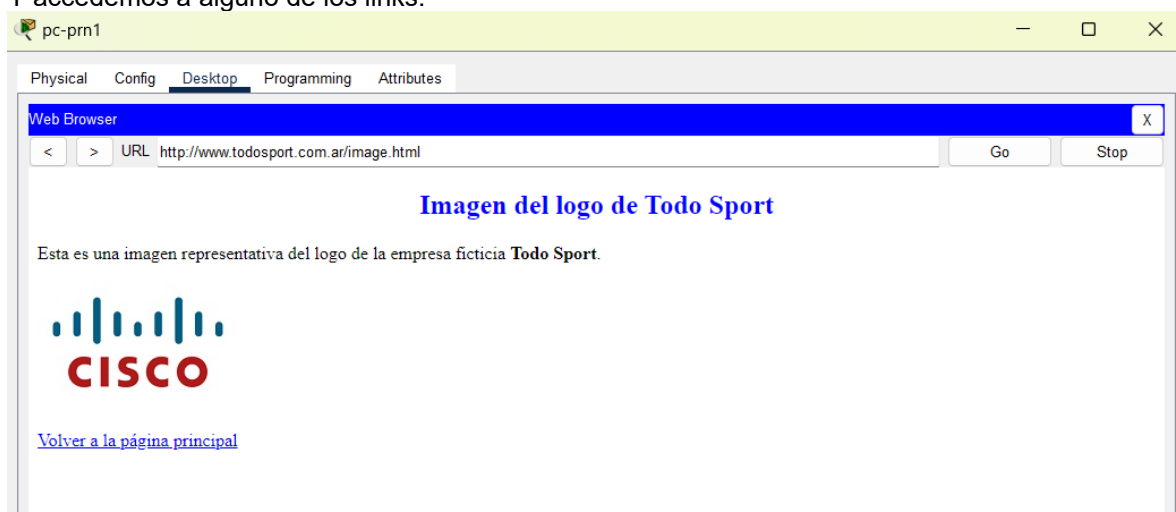 Y accedemos a alguno de los links.
pc-prn1
Physical Config Desktop Programming Attributes
Web Browser X
< > URL http://www.todosport.com.ar/image.html Go Stop
Imagen del logo de Todo Sport
Esta es una imagen representativa del logo de la empresa ficticia Todo Sport.
CISCO
Volver a la página principal